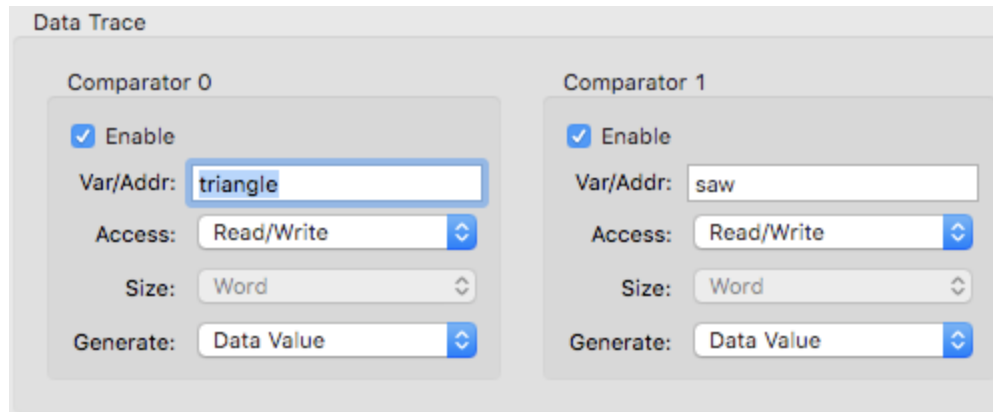 Data Trace
Comparator 0
Enable
Var/Addr: triangle
Access: Read/Write
Size: Word
Generate: Data Value
Comparator 1
Enable
Var/Addr: saw
Access: Read/Write
Size: Word
Generate: Data Value